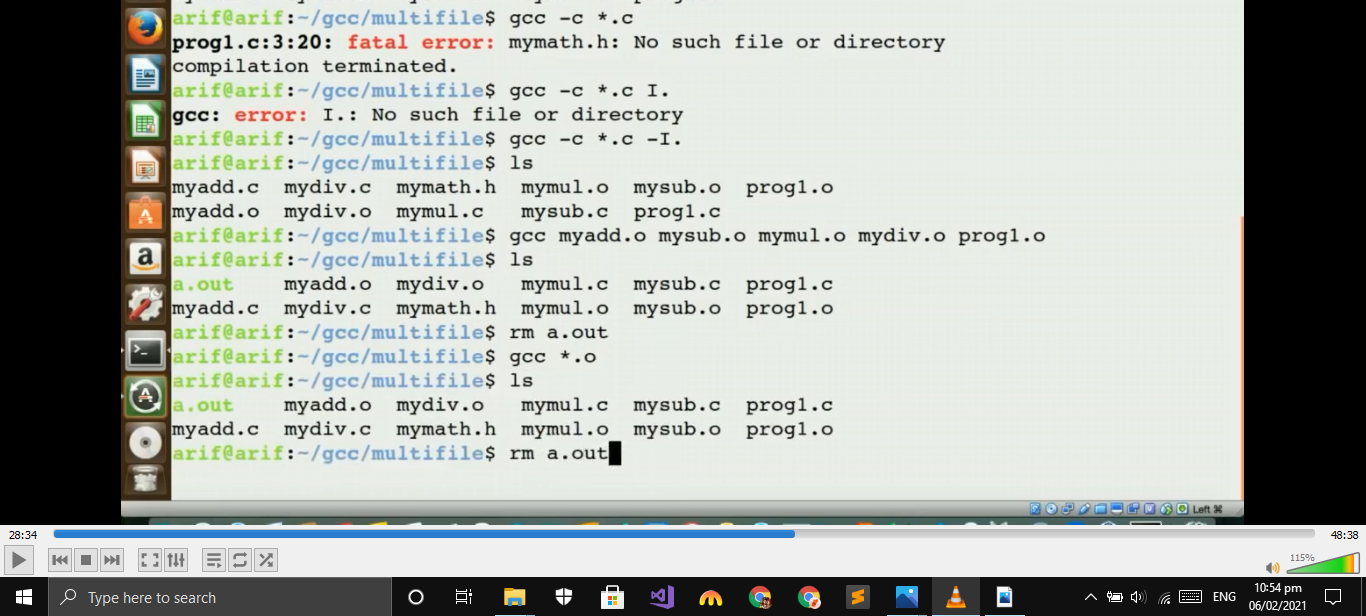 arif@arif:~/gcc/multifile$ gcc -c *.c
prog1.c:3:20: fatal error: mymath.h: No such file or directory
compilation terminated.
arif@arif:~/gcc/multifile$ gcc -c *.c I.
gcc: error: I.: No such file or directory
arif@arif:~/gcc/multifile$ gcc -c *.c -I.
arif@arif:~/gcc/multifile$ ls
myadd.c mydiv.c mymath.h mymul.o mysub.o prog1.o
myadd.o mydiv.o mymul.c mysub.c prog1.c
arif@arif:~/gcc/multifile$ gcc myadd.o mysub.o mymul.o mydiv.o prog1.o
arif@arif:~/gcc/multifile$ ls
a.out myadd.o mydiv.o mymul.c mysub.c prog1.c
myadd.c mydiv.c mymath.h mymul.o mysub.o prog1.o
arif@arif:~/gcc/multifile$ rm a.out
arif@arif:~/gcc/multifile$ gcc *.o
arif@arif:~/gcc/multifile$ ls
a.out myadd.o mydiv.o mymul.c mysub.c prog1.c
myadd.c mydiv.c mymath.h mymul.o mysub.o prog1.o
arif@arif:~/gcc/multifile$ rm a.out
Left ⌘
28:34 48:38
115%
Type here to search
ENG
10:54 pm
06/02/2021